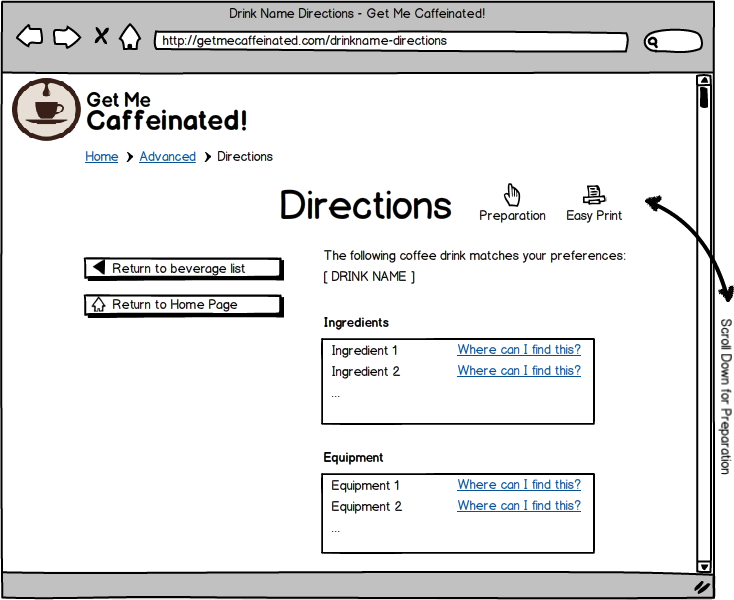 Drink Name Directions - Get Me Caffeinated!
http://getmecaffeinated.com/drinkname-directions
Get Me
Caffeinated!
Home > Advanced > Directions
Directions
Preparation
Easy Print
Return to beverage list
Return to Home Page
The following coffee drink matches your preferences:
[ DRINK NAME ]
Ingredients
Ingredient 1 Where can I find this?
Ingredient 2 Where can I find this?
...
Equipment
Equipment 1 Where can I find this?
Equipment 2 Where can I find this?
...
Scroll Down for Preparation